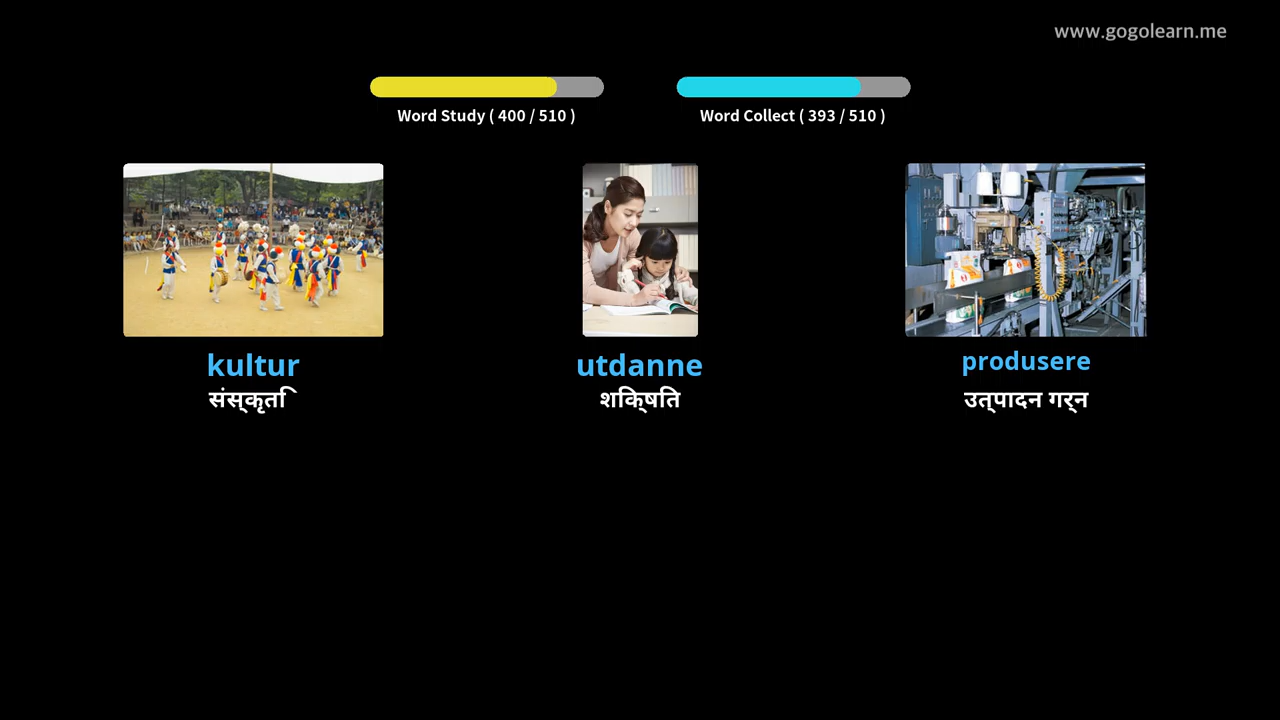 www.gogolearn.me
Word Study ( 400 / 510 )
Word Collect ( 393 / 510 )
kultur
संस्कृति
utdanne
शिक्षित
produsere
उत्पादन गर्न